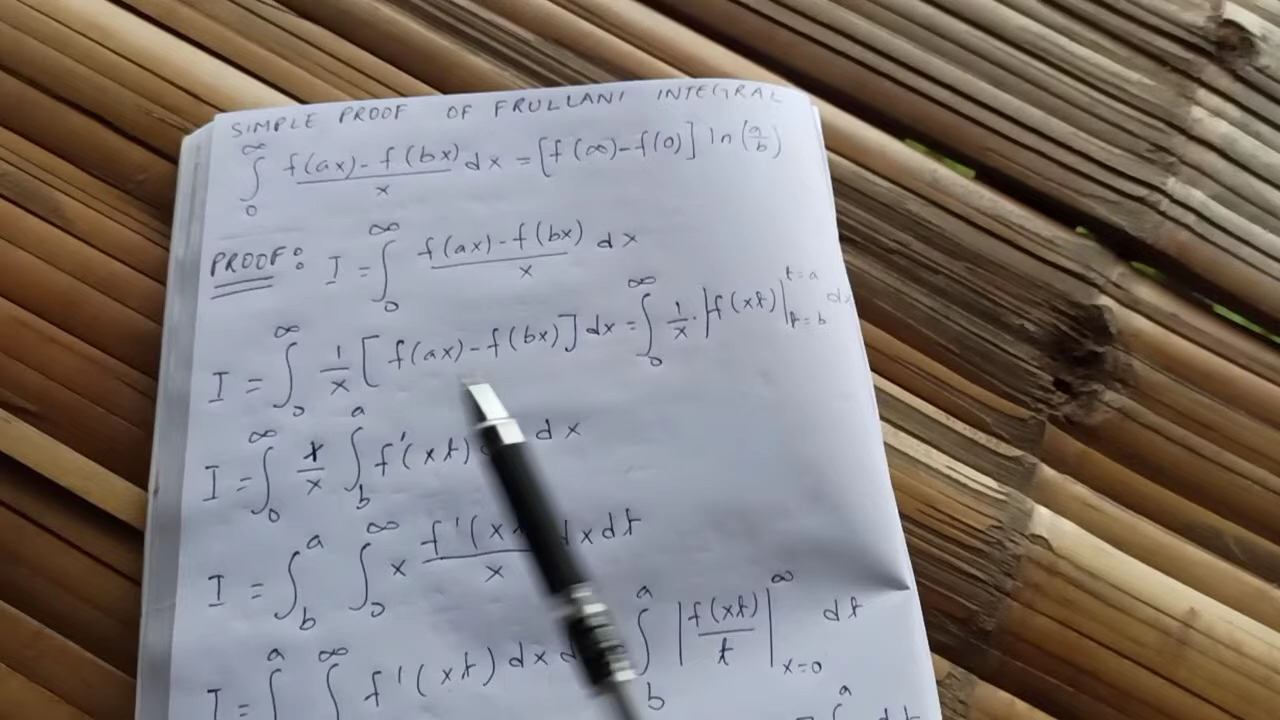 SIMPLE PROOF OF FRULLANI INTEGRAL
∫₀^∞ (f(ax) - f(bx))/x dx = [f(∞) - f(0)] ln(a/b)
PROOF: I = ∫₀^∞ (f(ax) - f(bx))/x dx
I = ∫₀^∞ 1/x [f(ax) - f(bx)] dx = ∫₀^∞ 1/x · |f(xt)|_{t=b}^{t=a} dx
I = ∫₀^∞ x/x ∫_b^a f'(xt) dx
I = ∫_b^a ∫₀^∞ x f'(x /x dx dt
I = ∫_b^a ∫₀^∞ f'(xt) dx d ∫_b^a |f(xt)/t|_{x=0}^∞ dt
= ∫^a dt